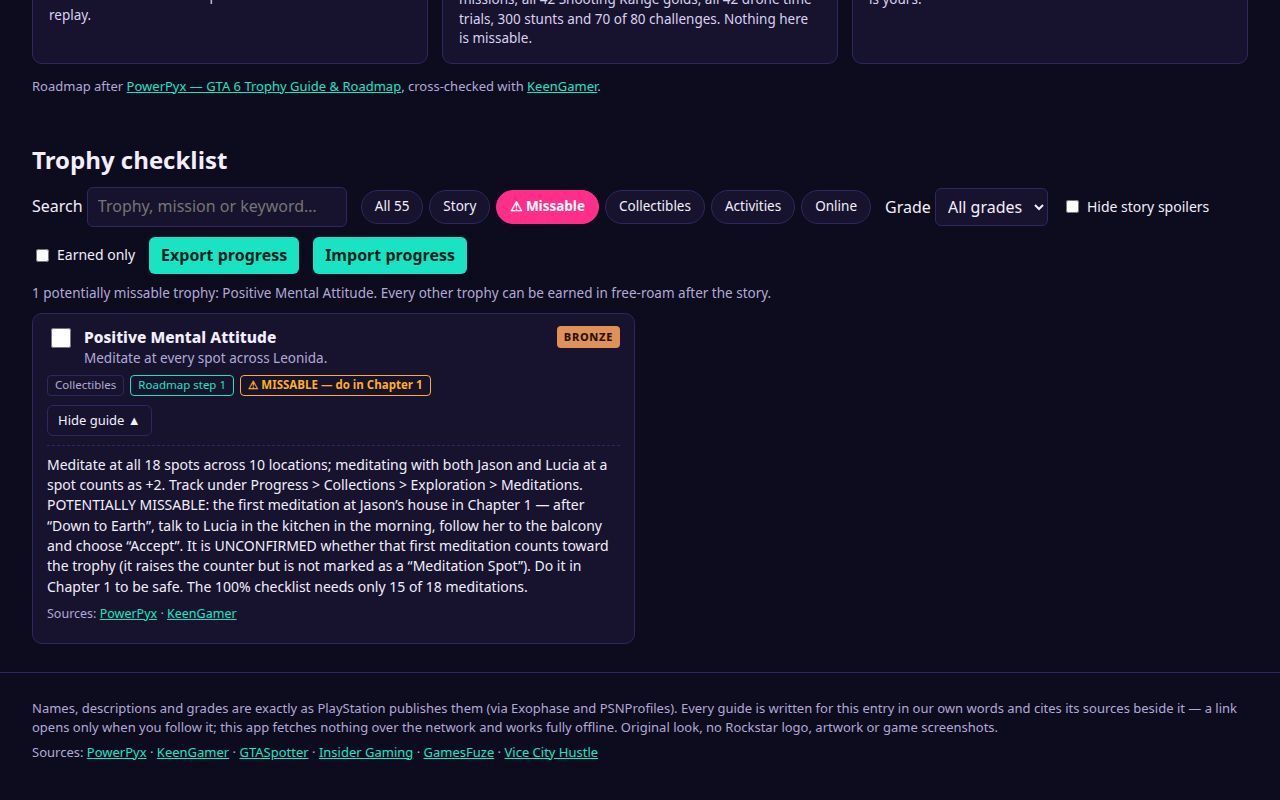 replay.
missions, all 42 Shooting Range golds, all 42 drone time
trials, 300 stunts and 70 of 80 challenges. Nothing here
is missable.
is yours.
Roadmap after PowerPyx — GTA 6 Trophy Guide & Roadmap, cross-checked with KeenGamer.
Trophy checklist
Search Trophy, mission or keyword... All 55 Story ⚠ Missable Collectibles Activities Online Grade All grades Hide story spoilers
Earned only Export progress Import progress
1 potentially missable trophy: Positive Mental Attitude. Every other trophy can be earned in free-roam after the story.
Positive Mental Attitude BRONZE
Meditate at every spot across Leonida.
Collectibles Roadmap step 1 ⚠ MISSABLE — do in Chapter 1
Hide guide ▲
Meditate at all 18 spots across 10 locations; meditating with both Jason and Lucia at a
spot counts as +2. Track under Progress > Collections > Exploration > Meditations.
POTENTIALLY MISSABLE: the first meditation at Jason’s house in Chapter 1 — after
“Down to Earth”, talk to Lucia in the kitchen in the morning, follow her to the balcony
and choose “Accept”. It is UNCONFIRMED whether that first meditation counts toward
the trophy (it raises the counter but is not marked as a “Meditation Spot”). Do it in
Chapter 1 to be safe. The 100% checklist needs only 15 of 18 meditations.
Sources: PowerPyx · KeenGamer
Names, descriptions and grades are exactly as PlayStation publishes them (via Exophase and PSNProfiles). Every guide is written for this entry in our own words and cites its sources beside it — a link
opens only when you follow it; this app fetches nothing over the network and works fully offline. Original look, no Rockstar logo, artwork or game screenshots.
Sources: PowerPyx · KeenGamer · GTASpotter · Insider Gaming · GamesFuze · Vice City Hustle